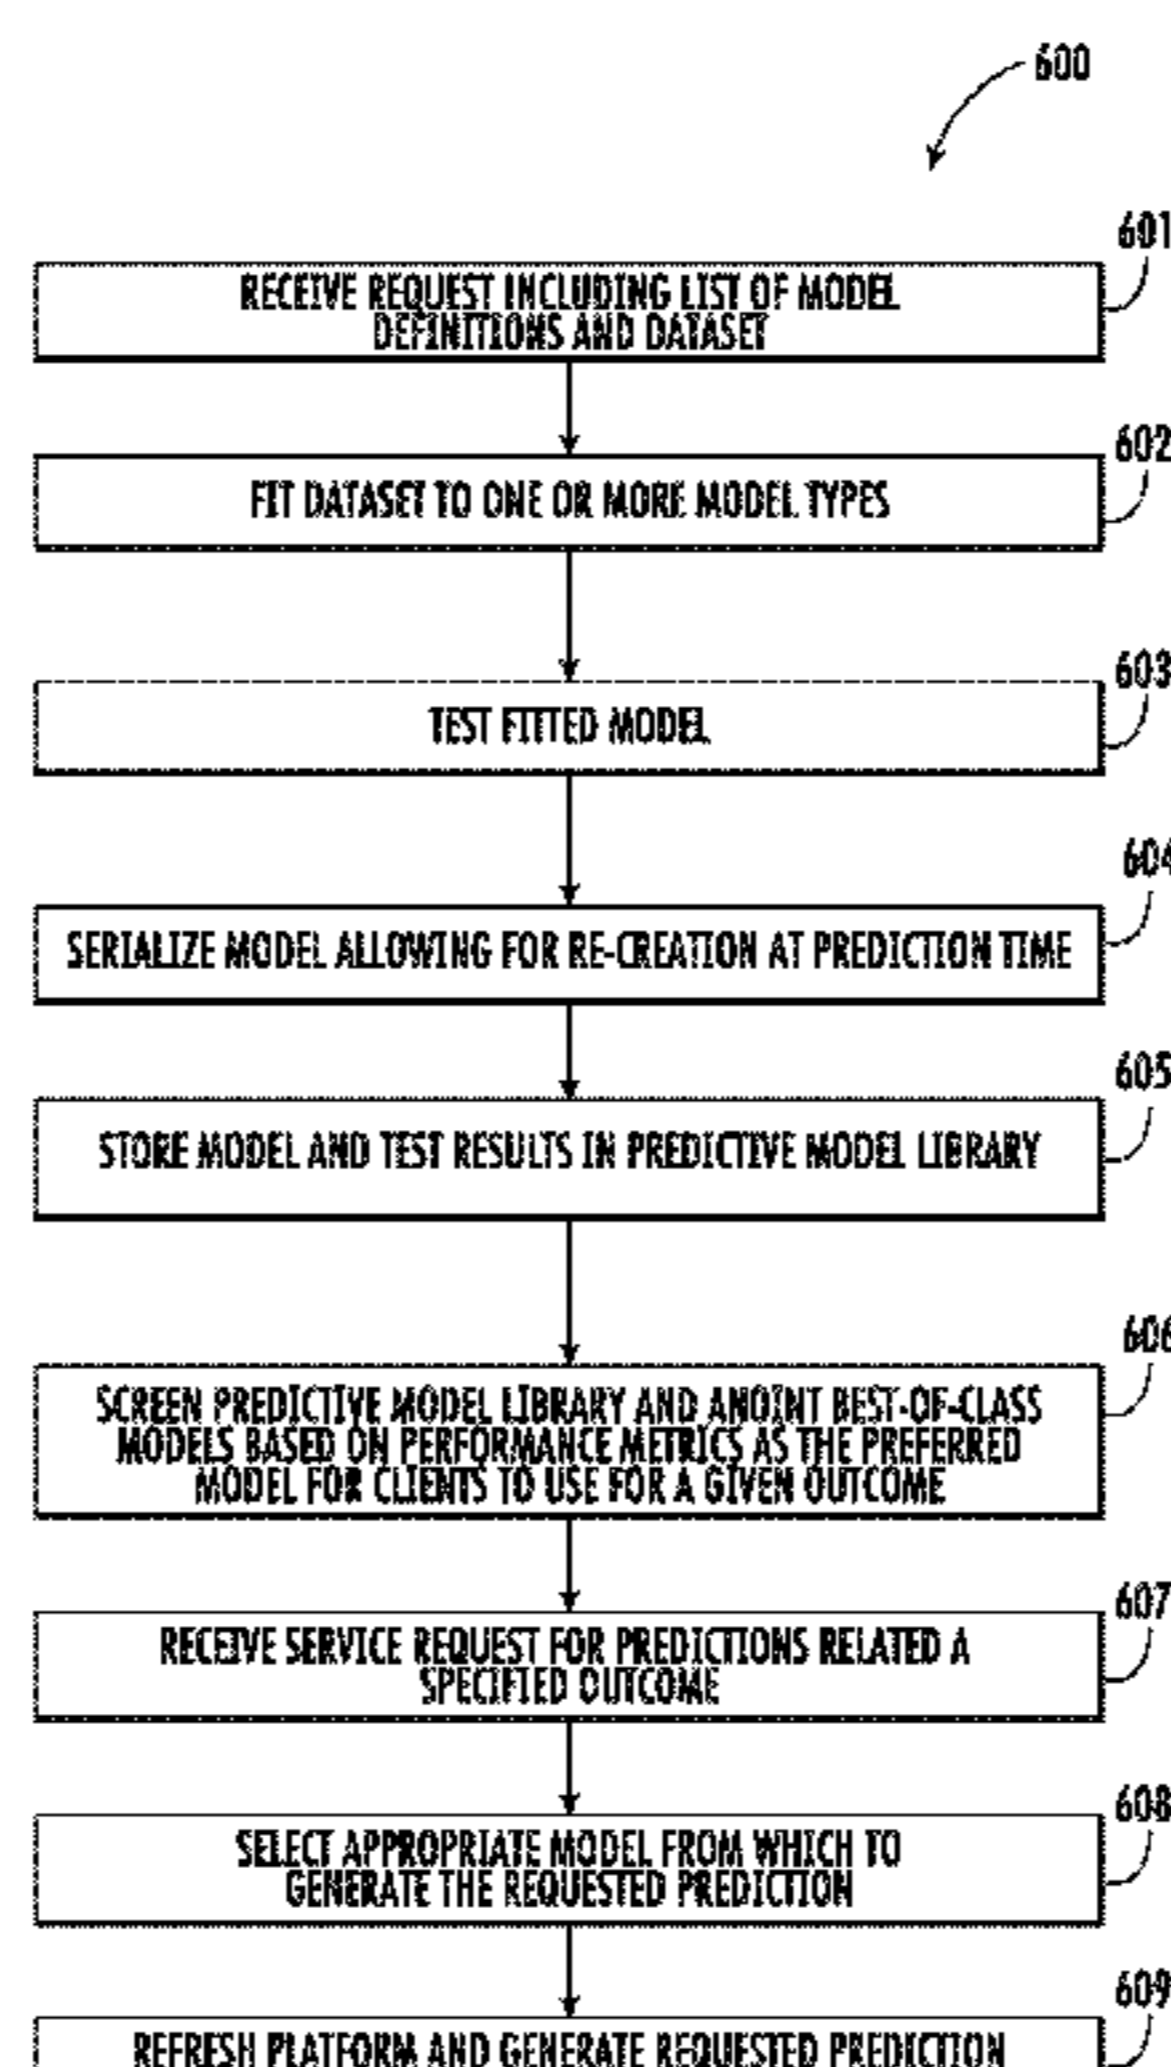 600
601
RECEIVE REQUEST INCLUDING LIST OF MODEL
DEFINITIONS AND DATASET
602
FIT DATASET TO ONE OR MORE MODEL TYPES
603
TEST FITTED MODEL
604
SERIALIZE MODEL ALLOWING FOR RE-CREATION AT PREDICTION TIME
605
STORE MODEL AND TEST RESULTS IN PREDICTIVE MODEL LIBRARY
606
SCREEN PREDICTIVE MODEL LIBRARY AND ANOINT BEST-OF-CLASS
MODELS BASED ON PERFORMANCE METRICS AS THE PREFERRED
MODEL FOR CLIENTS TO USE FOR A GIVEN OUTCOME
607
RECEIVE SERVICE REQUEST FOR PREDICTIONS RELATED A
SPECIFIED OUTCOME
608
SELECT APPROPRIATE MODEL FROM WHICH TO
GENERATE THE REQUESTED PREDICTION
609
REFRESH PLATFORM AND GENERATE REQUESTED PREDICTION